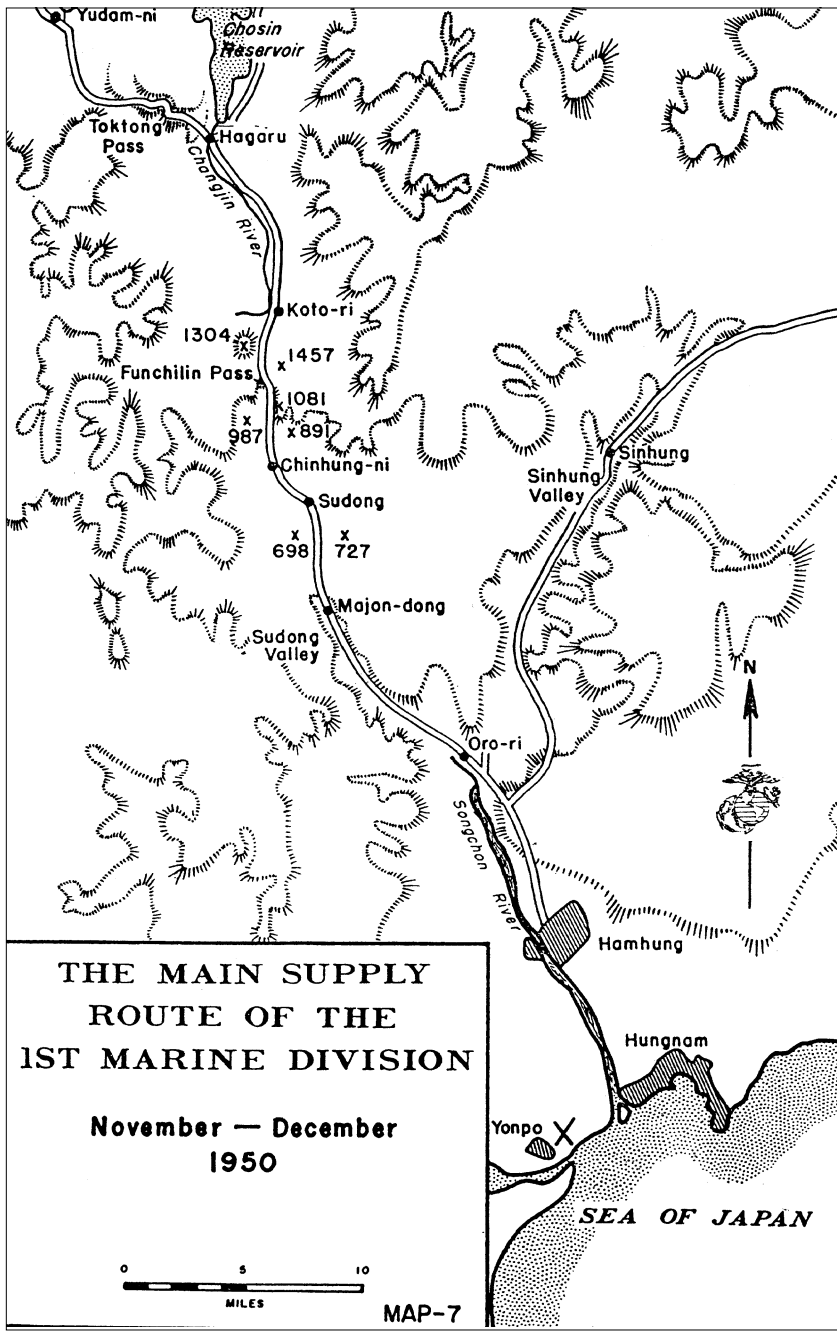 Yudam-ni
Chosin
Reservoir
Toktong
Pass
Hagaru
Changjin River
Koto-ri
1304
1457
Funchilin Pass
1081
987
891
Chinhung-ni
Sinhung
Sinhung
Valley
Sudong
698
727
Majon-dong
Sudong
Valley
N
Oro-ri
Songchon River
Hamhung
THE MAIN SUPPLY
ROUTE OF THE
1ST MARINE DIVISION
November — December
1950
Hungnam
Yonpo
SEA OF JAPAN
0 5 10
MILES
MAP-7